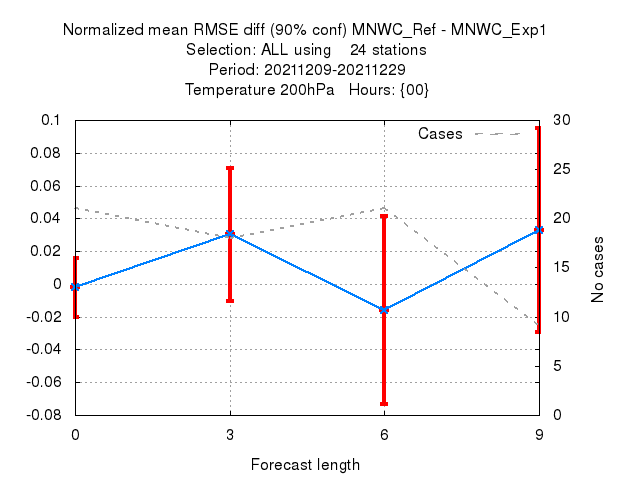 Normalized mean RMSE diff (90% conf) MNWC_Ref - MNWC_Exp1
Selection: ALL using 24 stations
Period: 20211209-20211229
Temperature 200hPa Hours: {00}
Cases
0.1
0.08
0.06
0.04
0.02
0
-0.02
-0.04
-0.06
-0.08
30
25
20
15
10
5
0
No cases
0 3 6 9
Forecast length